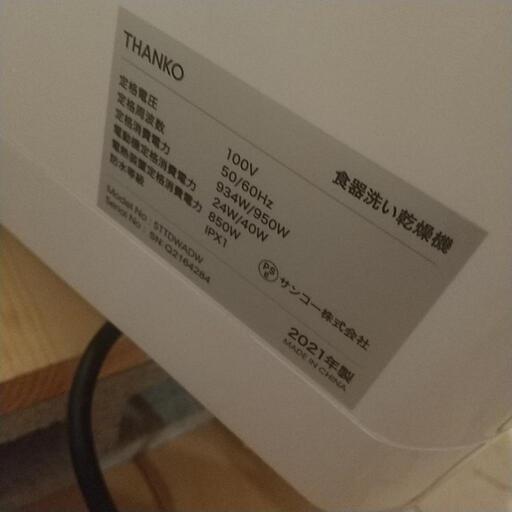 THANKO
食器洗い乾燥機
定格電圧 100V
定格周波数 50/60Hz
定格消費電力 934W/950W
電動機定格消費電力 24W/40W
電熱装置定格消費電力 850W
防水等級 IPX1
Model No : STTDWADW
Serial No : SN: Q2164284
PSE サンコー株式会社
2021年製
MADE IN CHINA